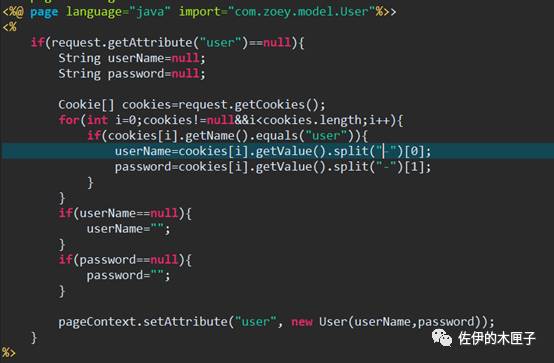 <%@ page language="java" import="com.zoey.model.User"%>>
<%
    if(request.getAttribute("user")==null){
        String userName=null;
        String password=null;

        Cookie[] cookies=request.getCookies();
        for(int i=0;cookies!=null&&i<cookies.length;i++){
            if(cookies[i].getName().equals("user")){
                userName=cookies[i].getValue().split("-")[0];
                password=cookies[i].getValue().split("-")[1];
            }
        }
        if(userName==null){
            userName="";
        }
        if(password==null){
            password="";
        }

        pageContext.setAttribute("user", new User(userName,password));
    }
%>
佐伊的木匣子